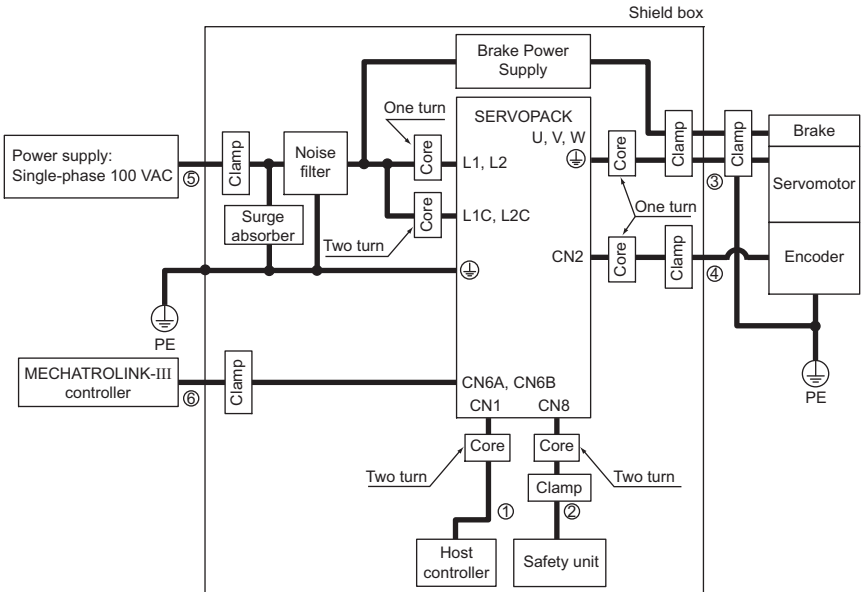 Shield box
Brake Power
Supply
One turn
SERVOPACK
U, V, W
Clamp
Clamp
Brake
Power supply:
Single-phase 100 VAC
⑤
Clamp
Noise
filter
Core
L1, L2
Core
③
Servomotor
Surge
absorber
Core
L1C, L2C
One turn
Two turn
CN2
Core
Clamp
④
Encoder
PE
MECHATROLINK-III
controller
⑥
Clamp
CN6A, CN6B
PE
CN1
CN8
Core
Core
Two turn
Two turn
Clamp
①
②
Host
controller
Safety unit